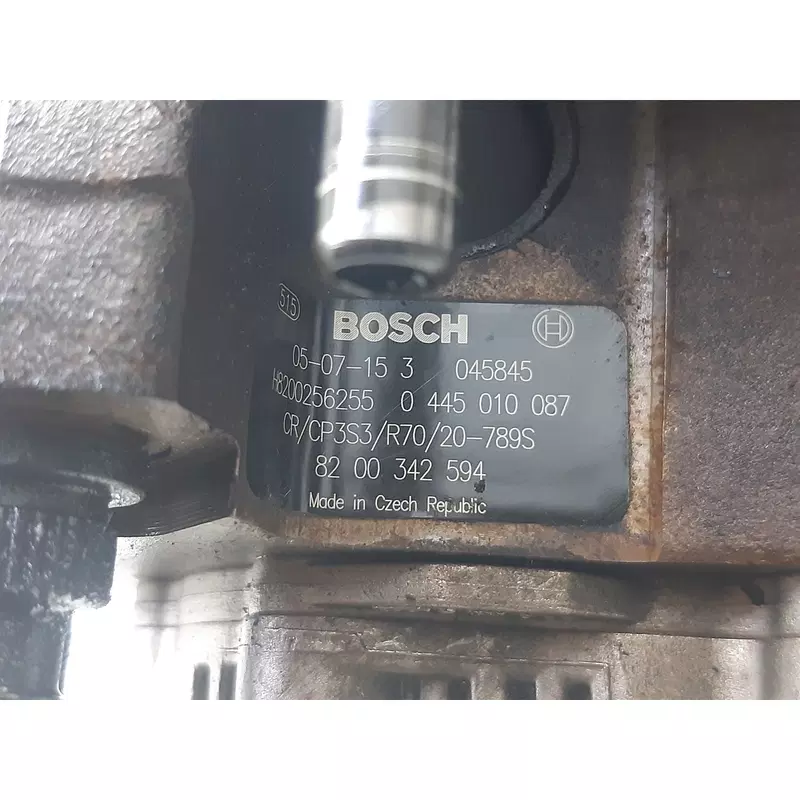 515
BOSCH
05-07-15 3 045845
H8200256255 0 445 010 087
CR/CP3S3/R70/20-789S
82 00 342 594
Made in Czech Republic